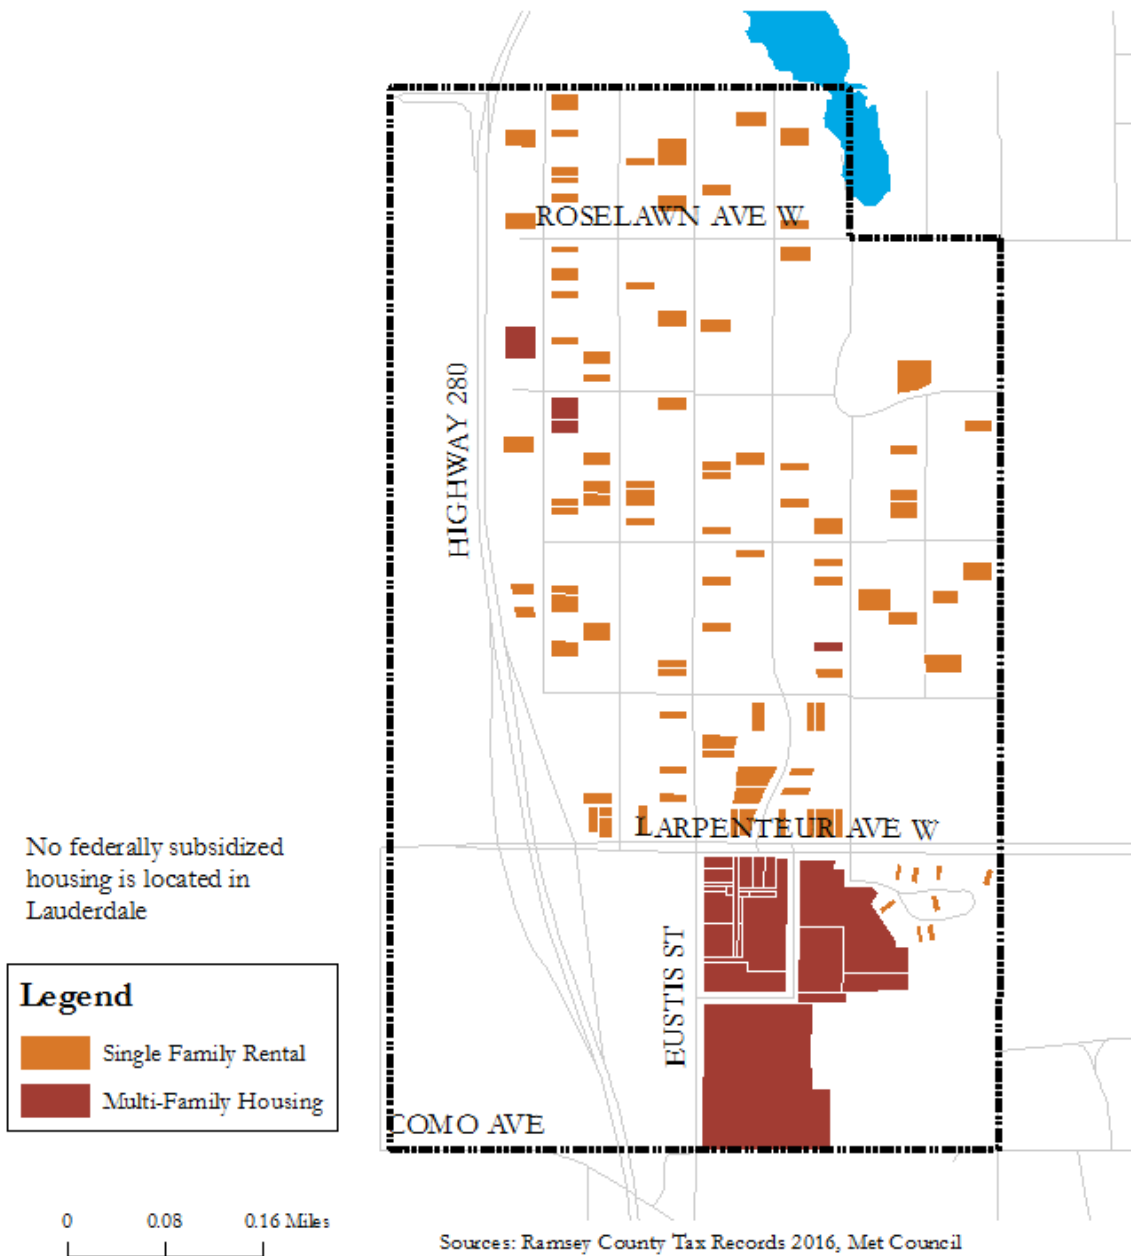 ROSELAWN AVE W
HIGHWAY 280
LARPENTEUR AVE W
No federally subsidized
housing is located in
Lauderdale
EUSTIS ST
Legend
Single Family Rental
Multi-Family Housing
COMO AVE
0 0.08 0.16 Miles
Sources: Ramsey County Tax Records 2016, Met Council